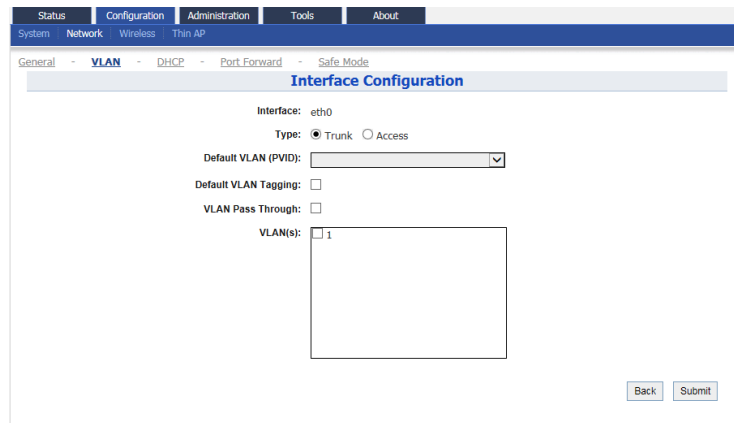 Status Configuration Administration Tools About
System Network Wireless Thin AP
General - VLAN - DHCP - Port Forward - Safe Mode
Interface Configuration
Interface: eth0
Type: Trunk Access
Default VLAN (PVID):
Default VLAN Tagging:
VLAN Pass Through:
VLAN(s): 1
Back Submit